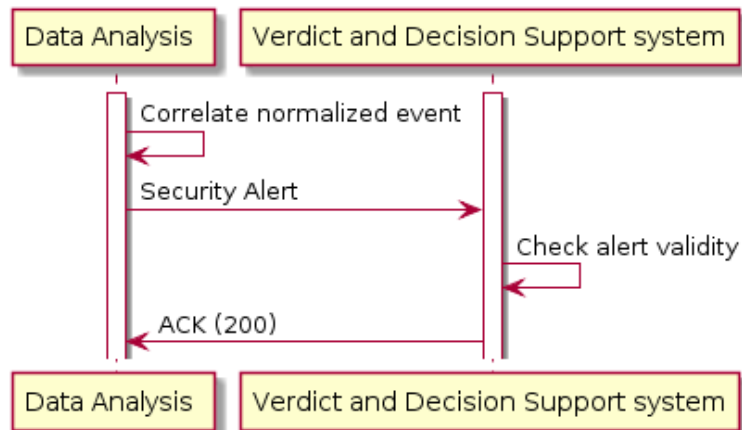 Data Analysis
Verdict and Decision Support system
Correlate normalized event
Security Alert
Check alert validity
ACK (200)
Data Analysis
Verdict and Decision Support system